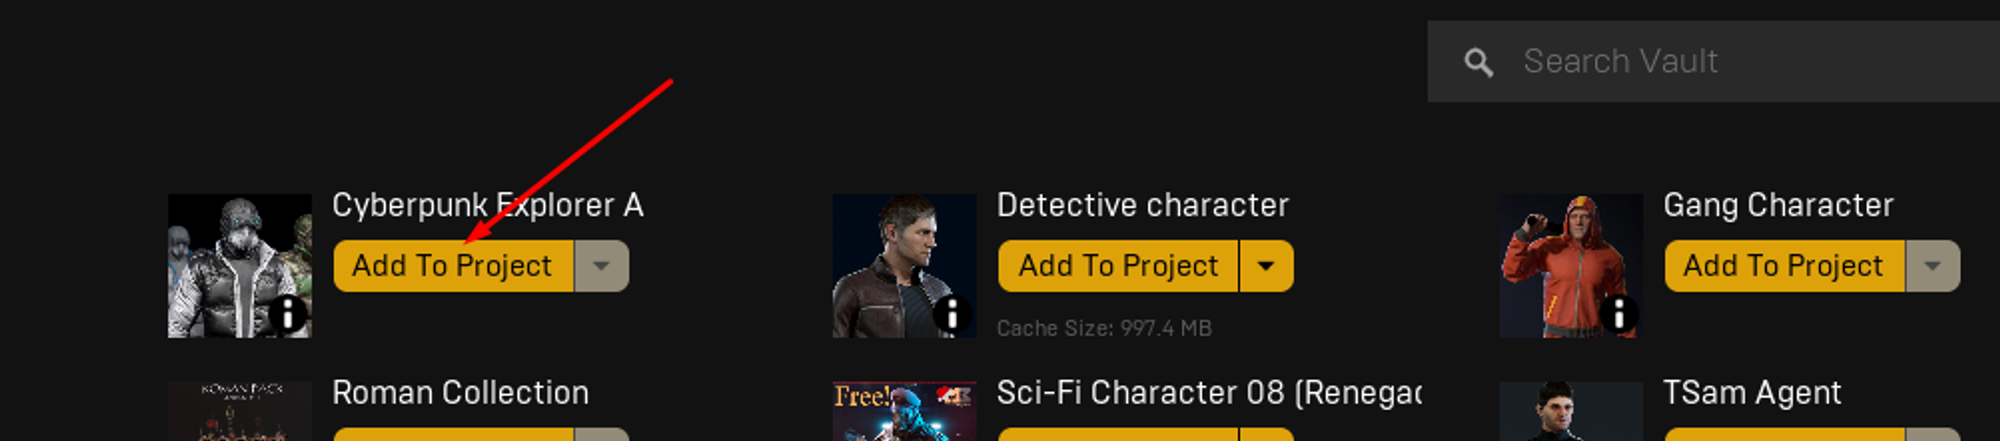 Search Vault
Cyberpunk Explorer A
Detective character
Gang Character
Add To Project
Add To Project
Add To Project
Cache Size: 997.4 MB
Roman Collection
Sci-Fi Character 08 (Renegac
TSam Agent
ROMAN PACK
Free!